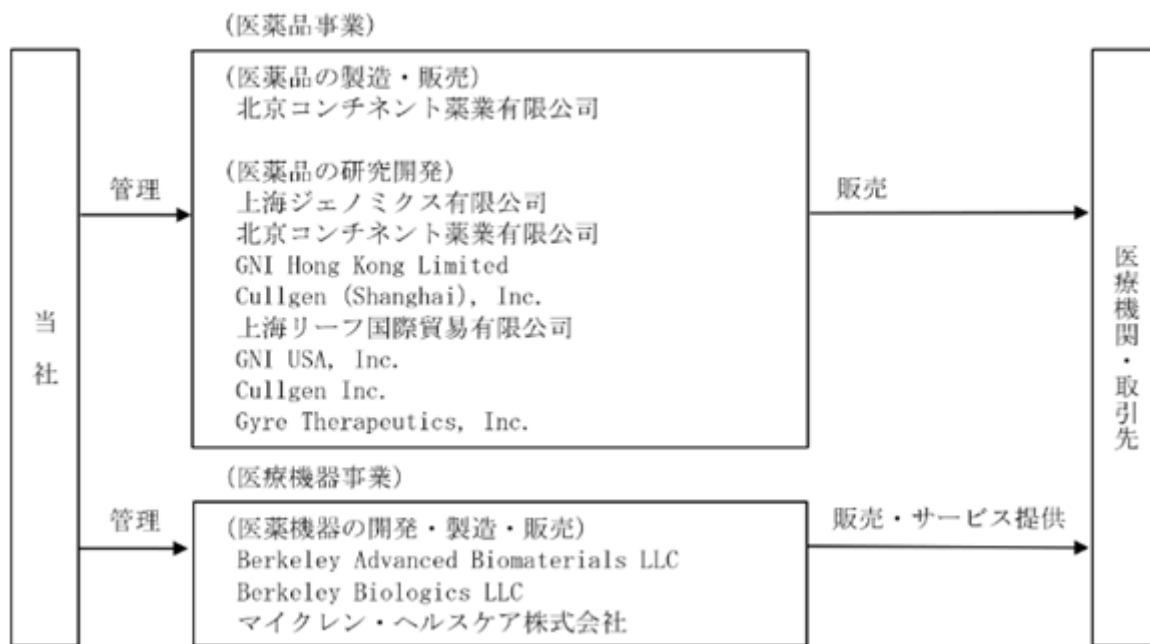 (医薬品事業)
(医薬品の製造・販売)
北京コンチネント薬業有限公司
(医薬品の研究開発)
上海ジェノミクス有限公司
北京コンチネント薬業有限公司
GNI Hong Kong Limited
Cullgen (Shanghai), Inc.
上海リーフ国際貿易有限公司
GNI USA, Inc.
Cullgen Inc.
Gyre Therapeutics, Inc.
管理
販売
当社
医療機関・取引先
(医療機器事業)
(医薬機器の開発・製造・販売)
Berkeley Advanced Biomaterials LLC
Berkeley Biologics LLC
マイクレン・ヘルスケア株式会社
管理
販売・サービス提供